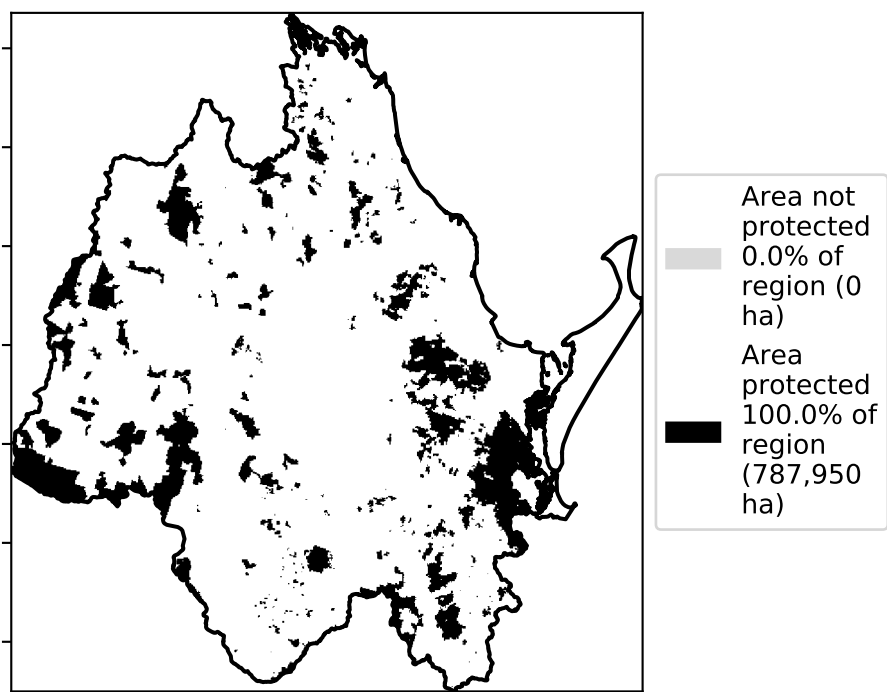 Area not
protected
0.0% of
region (0
ha)
Area
protected
100.0% of
region
(787,950
ha)